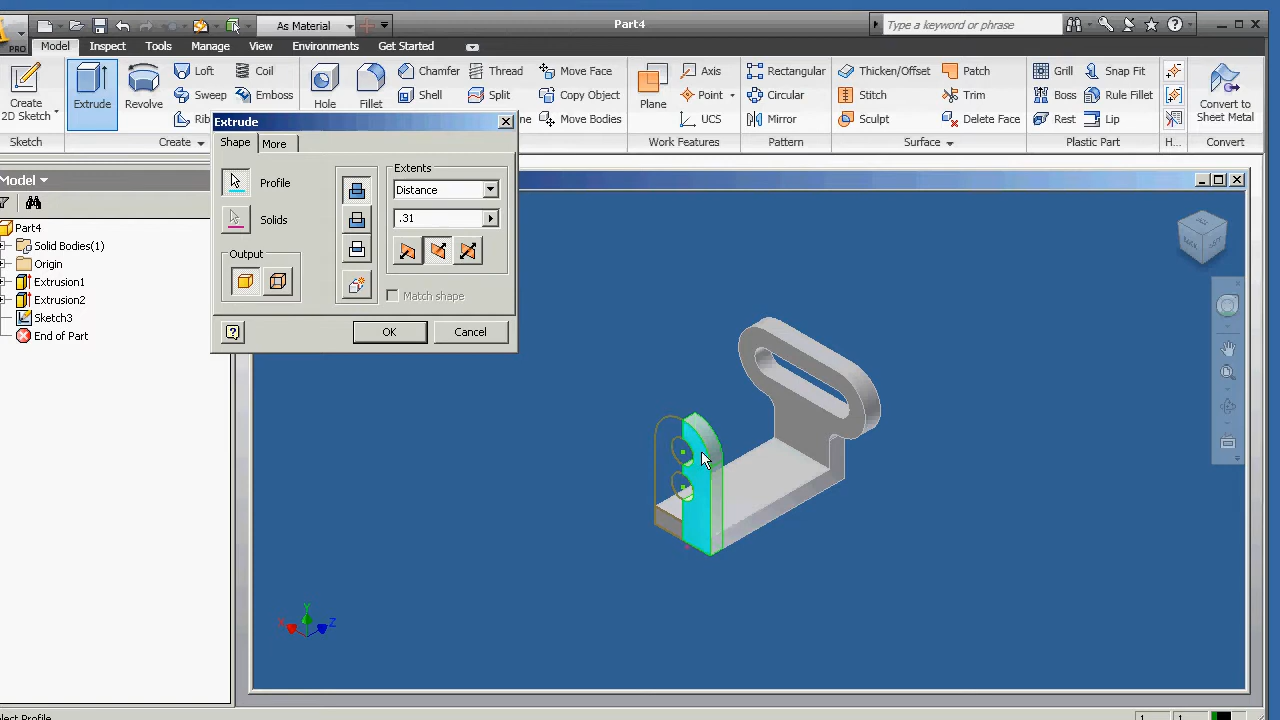 Part4
As Material
Type a keyword or phrase
PRO
Model Inspect Tools Manage View Environments Get Started
Create
2D Sketch
Extrude
Revolve
Loft
Sweep
Coil
Emboss
Hole
Fillet
Chamfer
Shell
Thread
Split
Move Face
Copy Object
Move Bodies
Plane
Axis
Point
UCS
Rectangular
Circular
Mirror
Thicken/Offset
Stitch
Sculpt
Patch
Trim
Delete Face
Grill
Boss
Rest
Snap Fit
Rule Fillet
Lip
Convert to
Sheet Metal
Sketch
Create
Work Features
Pattern
Surface
Plastic Part
H...
Convert
Extrude
Shape More
Profile
Solids
Output
Extents
Distance
.31
Match shape
OK Cancel
Model
Part4
Solid Bodies(1)
Origin
Extrusion1
Extrusion2
Sketch3
End of Part
Y
Z
1 1